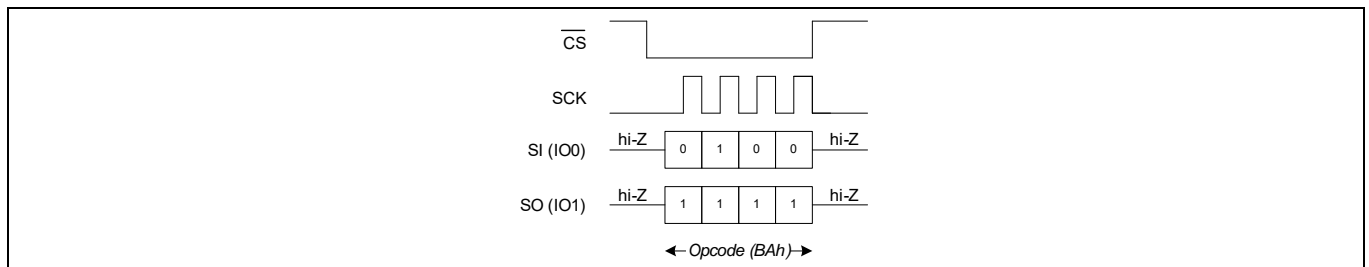 CS
SCK
hi-Z 0 1 0 0 hi-Z
SI (IO0)
hi-Z 1 1 1 1 hi-Z
SO (IO1)
Opcode (BAh)